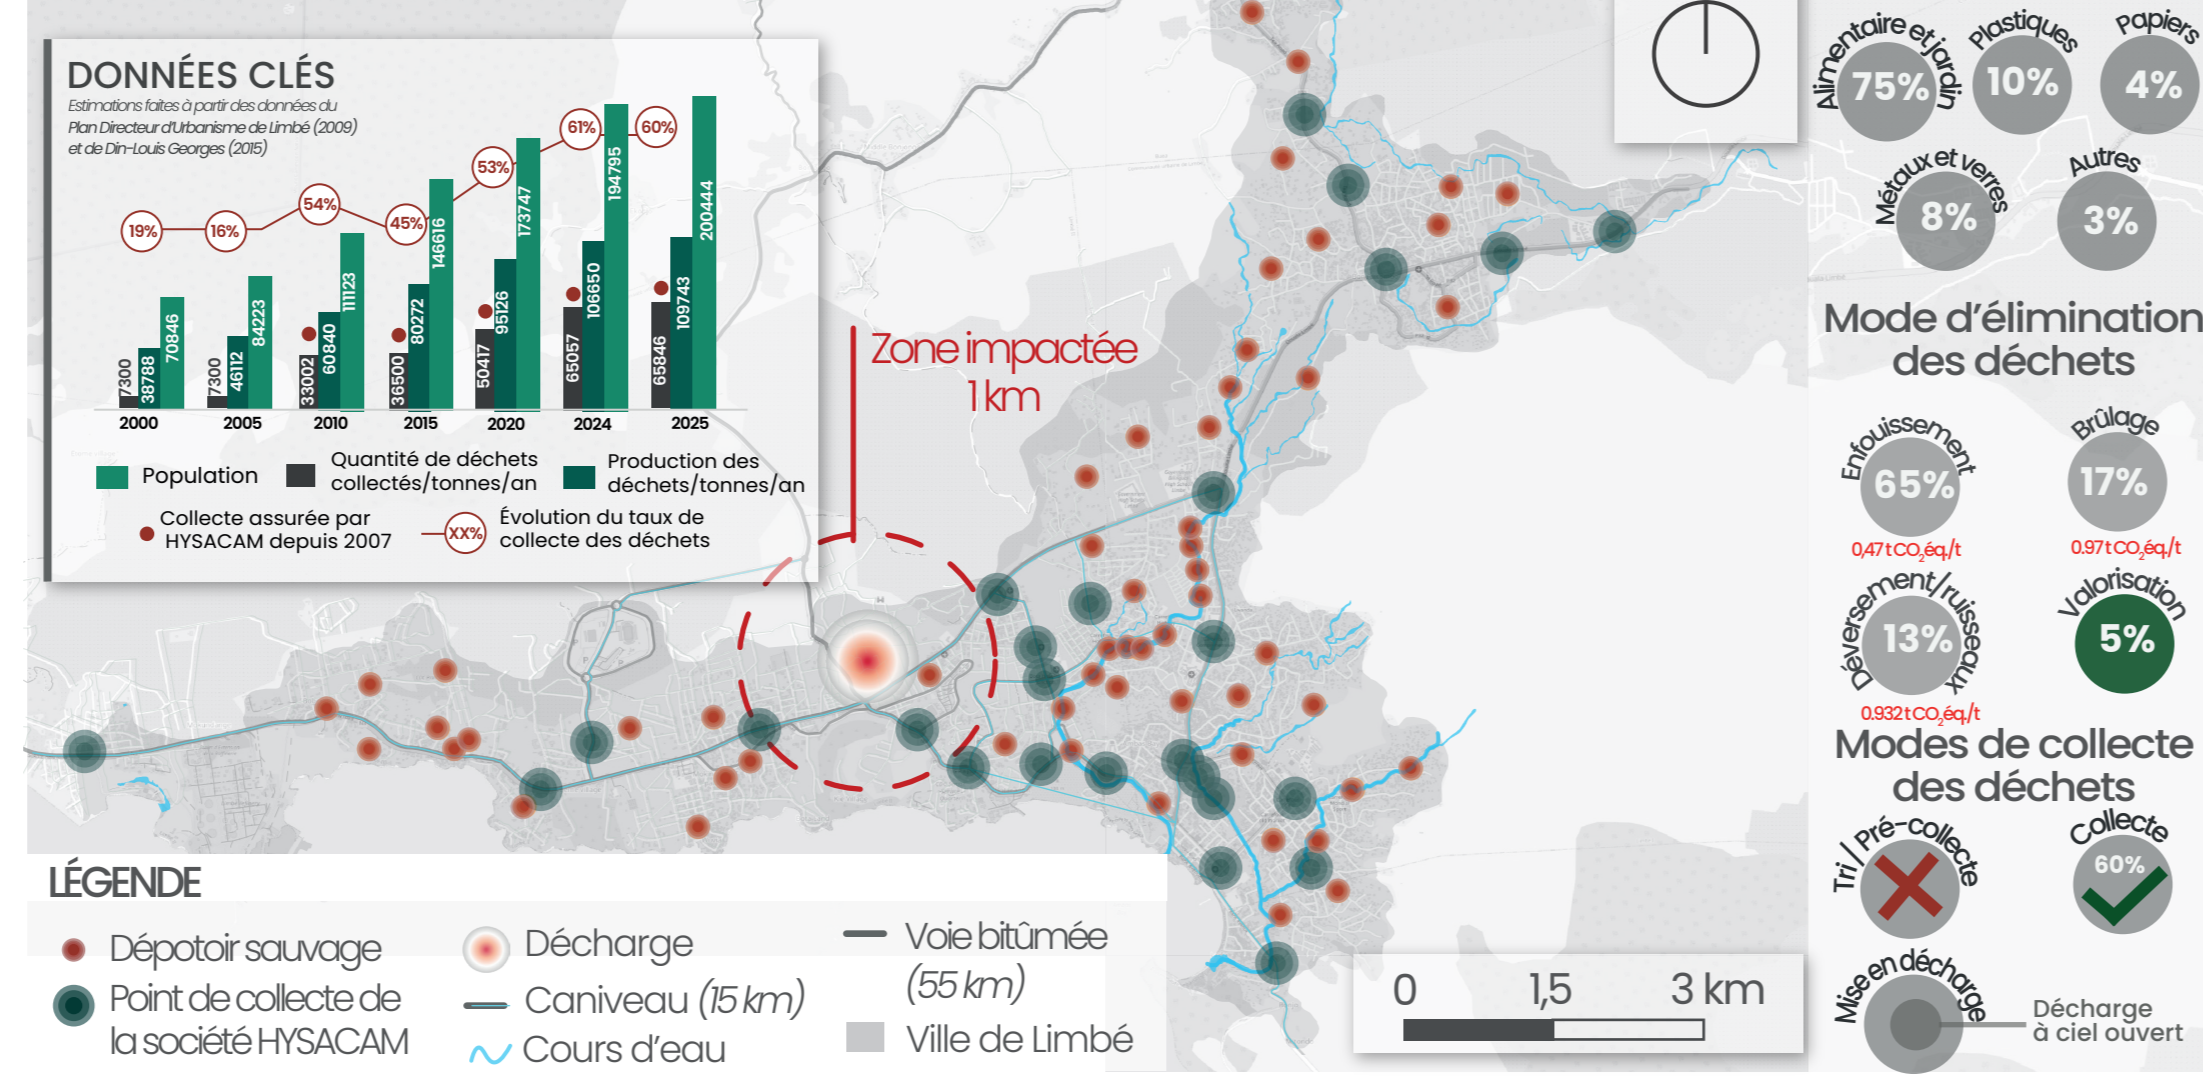 DONNÉES CLÉS
Estimations faites à partir des données du
Plan Directeur d'Urbanisme de Limbé (2009)
et de Din-Louis Georges (2015)
19%
16%
54%
45%
53%
61%
60%
7300
38788
70846
7300
46112
84223
33002
60840
111123
36500
80272
146616
50417
95126
173747
65057
106650
194795
65846
109743
200444
2000
2005
2010
2015
2020
2024
2025
Population
Quantité de déchets
collectés/tonnes/an
Production des
déchets/tonnes/an
Collecte assurée par
HYSACAM depuis 2007
XX%
Évolution du taux de
collecte des déchets
Zone impactée
1 km
LÉGENDE
Dépotoir sauvage
Point de collecte de
la société HYSACAM
Décharge
Caniveau (15 km)
Cours d'eau
Voie bitûmée
(55 km)
Ville de Limbé
0 1,5 3 km
Alimentaire et jardin
75%
Plastiques
10%
Papiers
4%
Métaux et verres
8%
Autres
3%
Mode d'élimination
des déchets
Enfouissement
65%
0,47 t CO₂éq./t
Brûlage
17%
0.97 t CO₂éq./t
Déversement/ruisseaux
13%
0.932 t CO₂éq./t
Valorisation
5%
Modes de collecte
des déchets
Tri / Pré-collecte
Collecte
60%
Mise en décharge
Décharge
à ciel ouvert